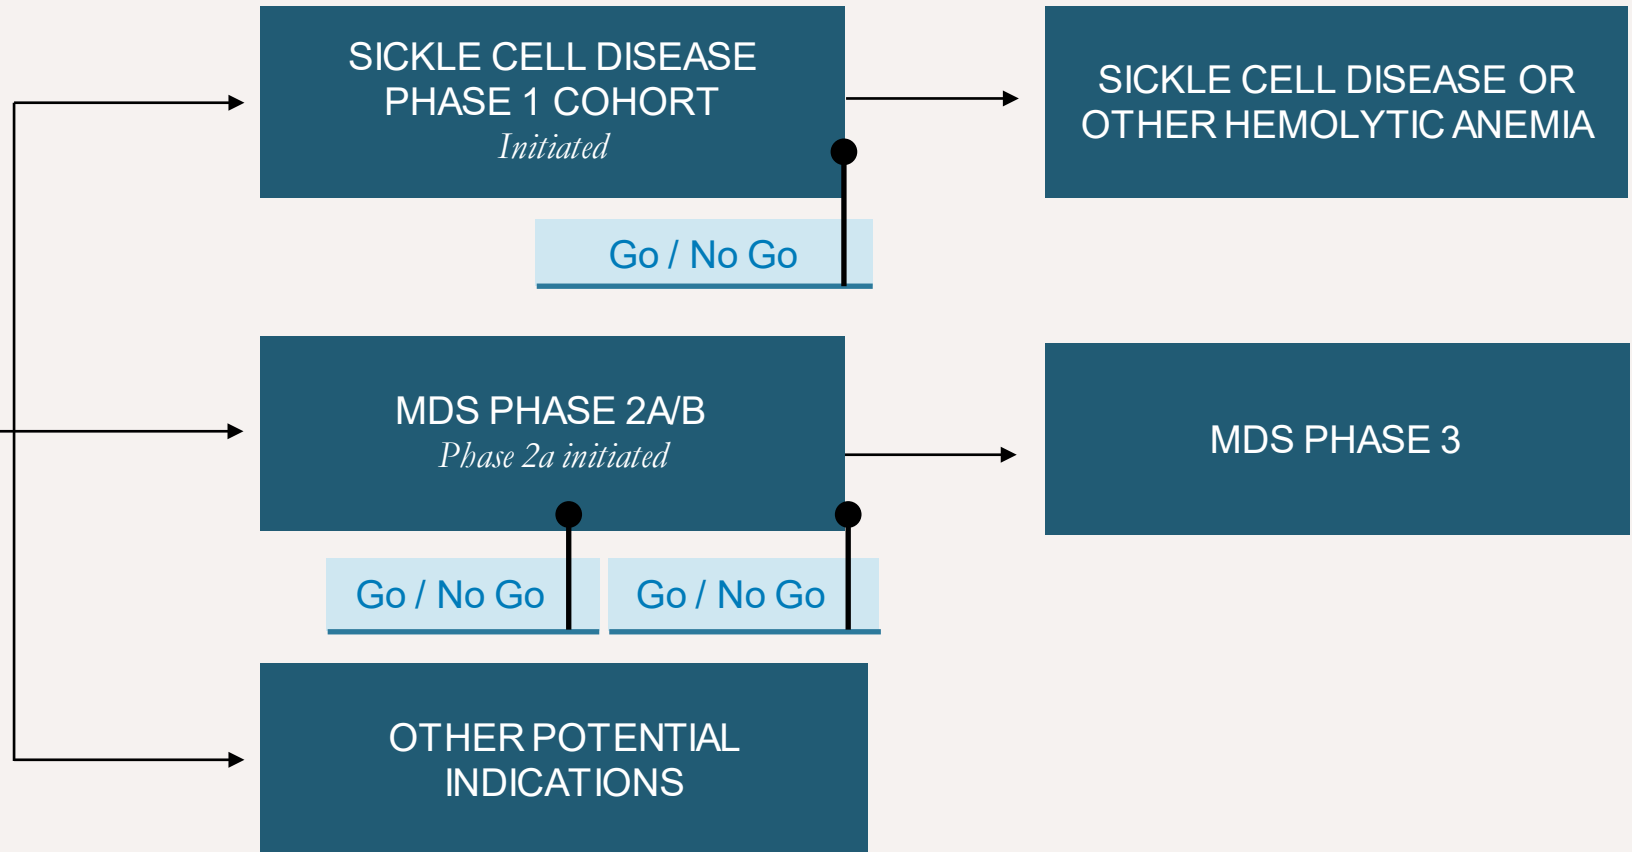 SICKLE CELL DISEASE
PHASE 1 COHORT
Initiated
SICKLE CELL DISEASE OR
OTHER HEMOLYTIC ANEMIA
Go / No Go
MDS PHASE 2A/B
Phase 2a initiated
MDS PHASE 3
Go / No Go
Go / No Go
OTHER POTENTIAL
INDICATIONS